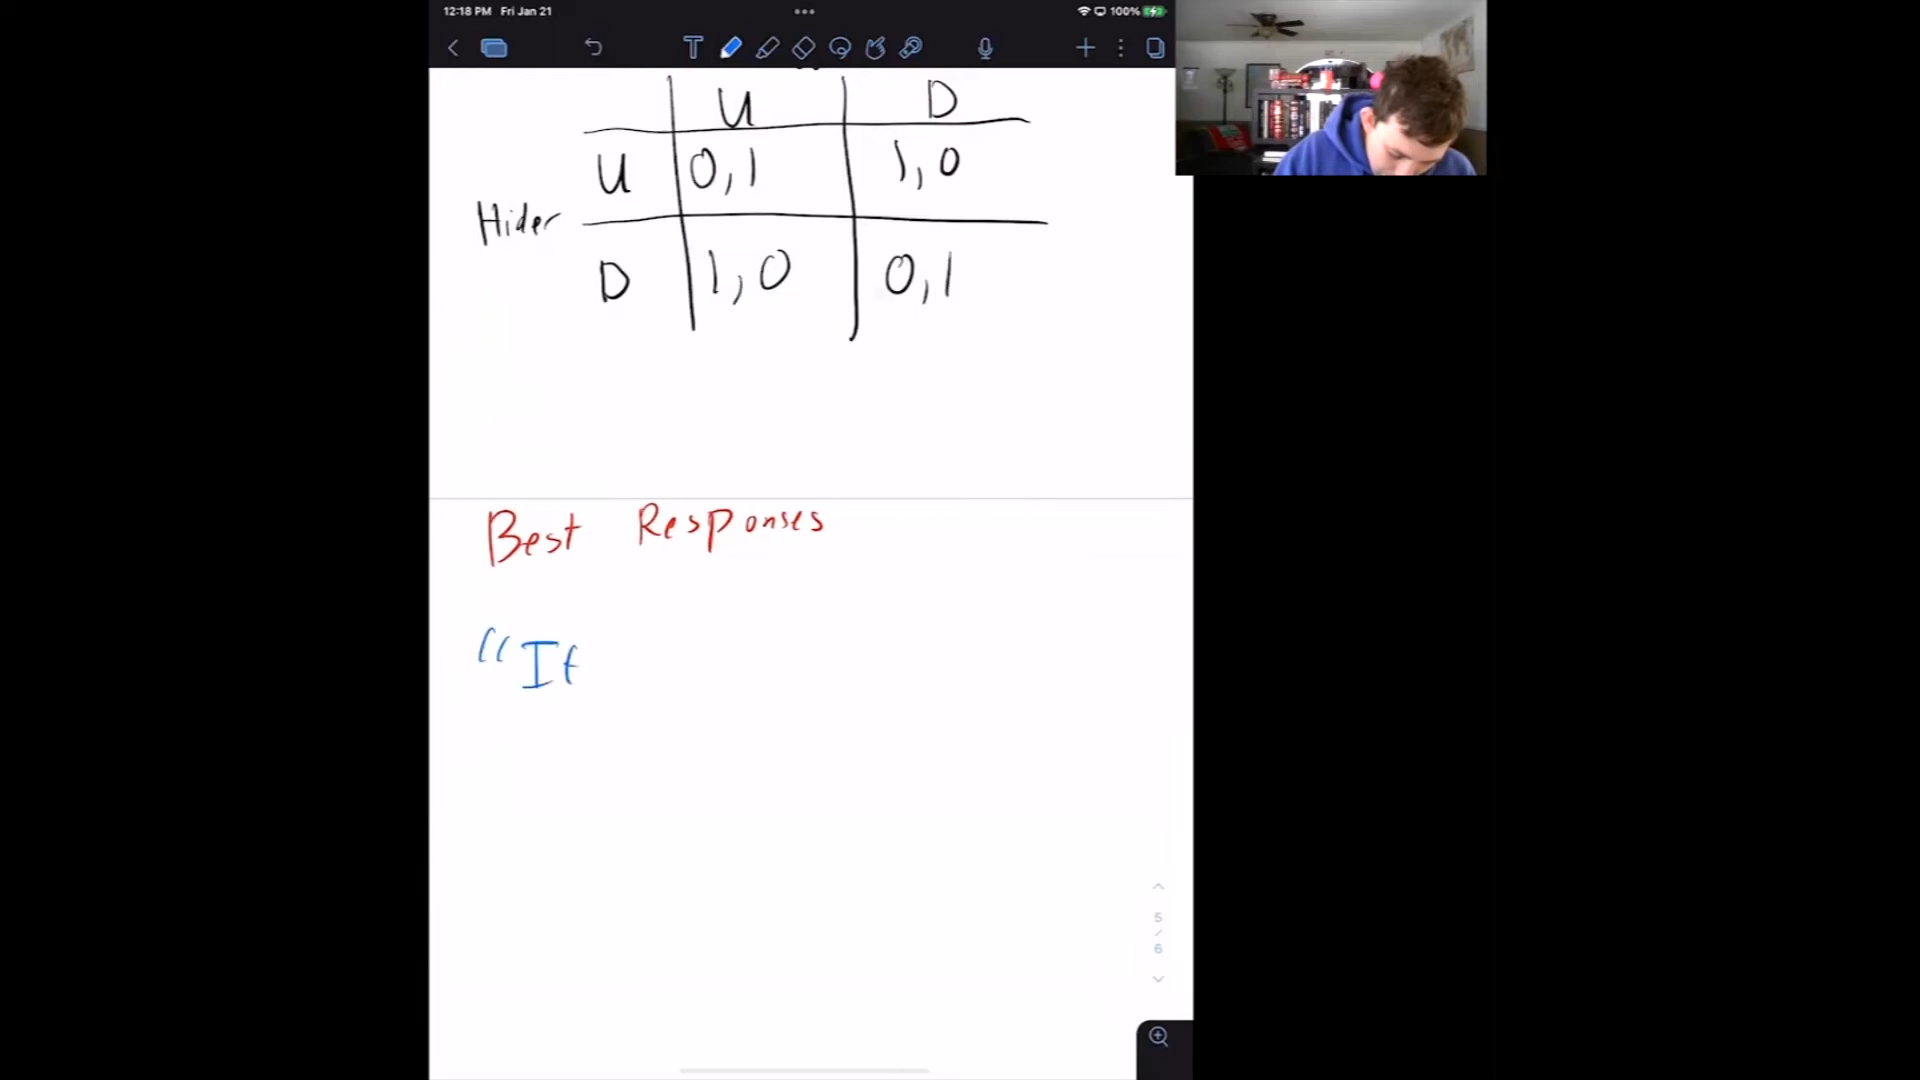 12:18 PM Fri Jan 21
100%
T
U D
U 0,1 1,0
Hider
D 1,0 0,1
Best Responses
“If
5
/
6